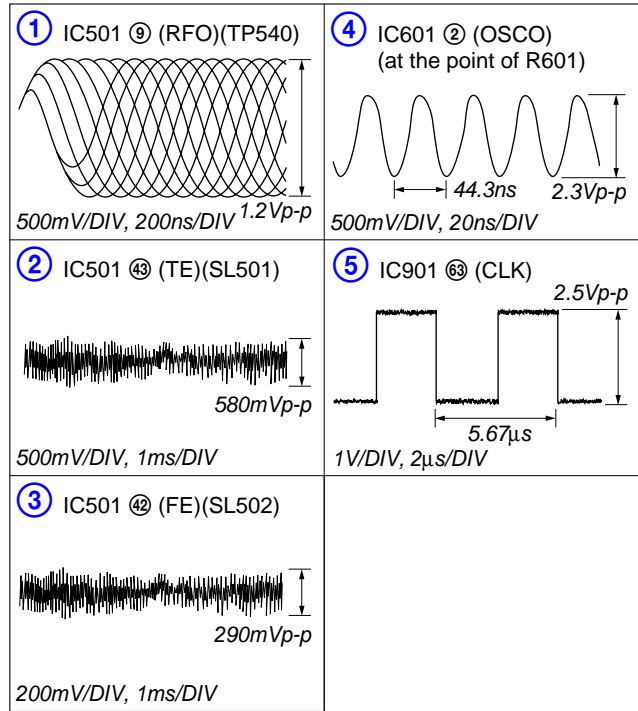 ① IC501 ⑨ (RFO)(TP540)
1.2Vp-p
500mV/DIV, 200ns/DIV
② IC501 ㊸ (TE)(SL501)
580mVp-p
500mV/DIV, 1ms/DIV
③ IC501 ㊷ (FE)(SL502)
290mVp-p
200mV/DIV, 1ms/DIV
④ IC601 ② (OSCO)
(at the point of R601)
44.3ns
2.3Vp-p
500mV/DIV, 20ns/DIV
⑤ IC901 63 (CLK)
2.5Vp-p
5.67µs
1V/DIV, 2µs/DIV